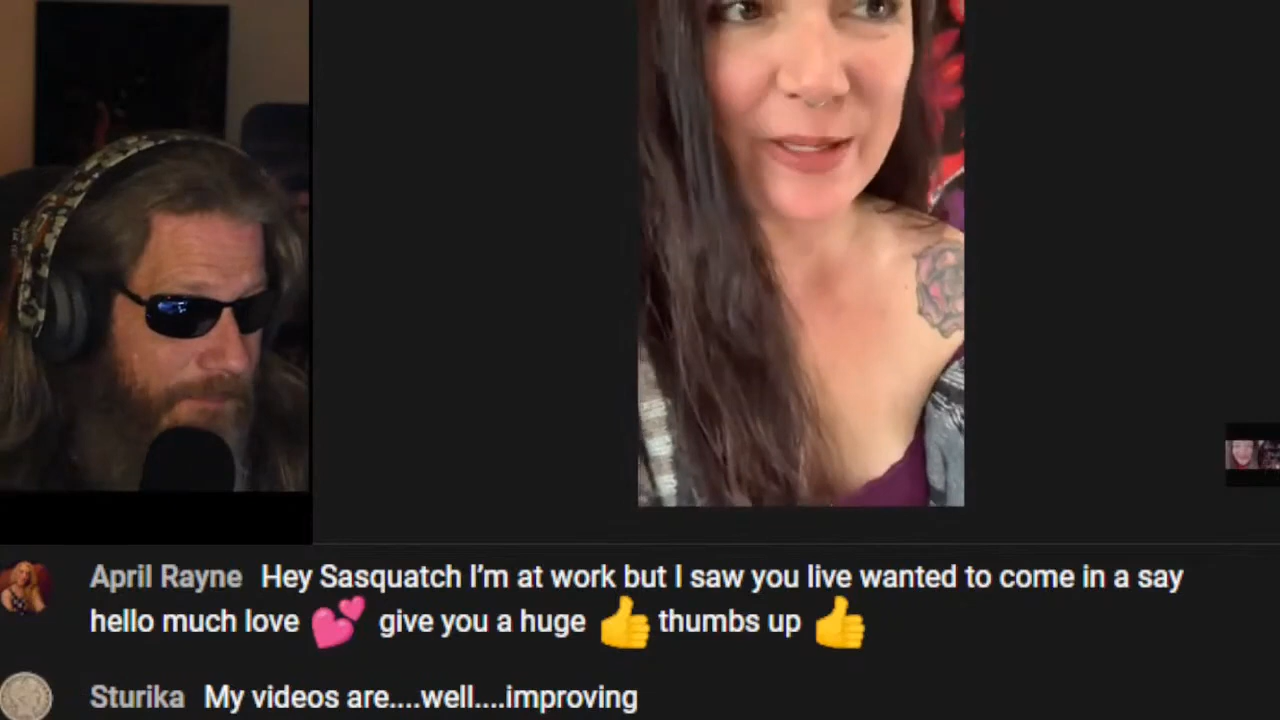 April Rayne Hey Sasquatch I'm at work but I saw you live wanted to come in a say
hello much love 💕 give you a huge 👍 thumbs up 👍
Sturika My videos are....well....improving